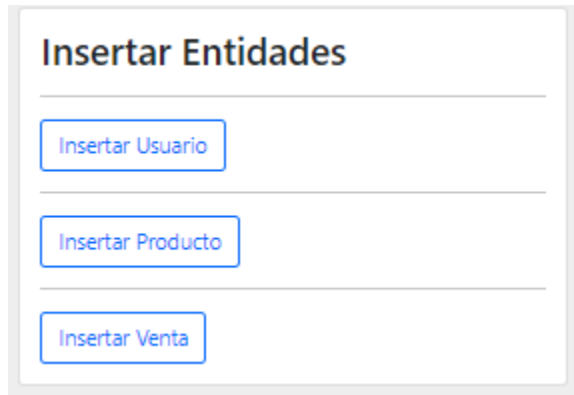 Insertar Entidades
Insertar Usuario
Insertar Producto
Insertar Venta